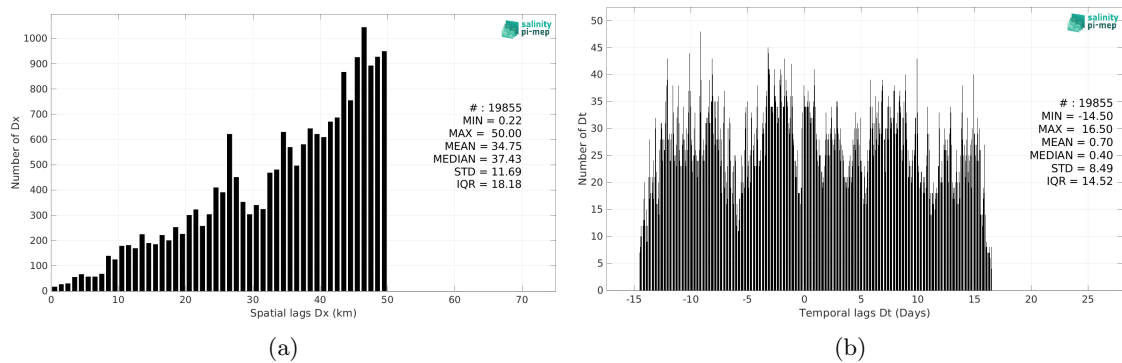 salinity
pi-mep
1000
900
800
700
600
500
400
300
200
100
0
Number of Dx
# : 19855
MIN = 0.22
MAX = 50.00
MEAN = 34.75
MEDIAN = 37.43
STD = 11.69
IQR = 18.18
0 10 20 30 40 50 60 70
Spatial lags Dx (km)
(a)
salinity
pi-mep
50
45
40
35
30
25
20
15
10
5
0
Number of Dt
# : 19855
MIN = -14.50
MAX = 16.50
MEAN = 0.70
MEDIAN = 0.40
STD = 8.49
IQR = 14.52
-15 -10 -5 0 5 10 15 20 25
Temporal lags Dt (Days)
(b)